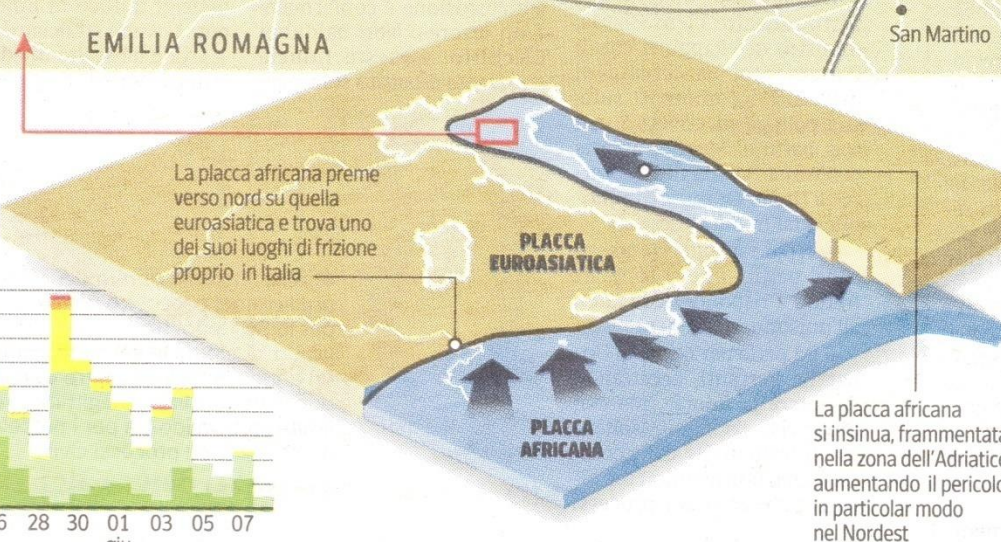 EMILIA ROMAGNA
San Martino
La placca africana preme
verso nord su quella
euroasiatica e trova uno
dei suoi luoghi di frizione
proprio in Italia
PLACCA
EUROASIATICA
PLACCA
AFRICANA
La placca africana
si insinua, frammentata
nella zona dell'Adriatico
aumentando il pericolo
in particolar modo
nel Nordest
28 30 01 03 05 07